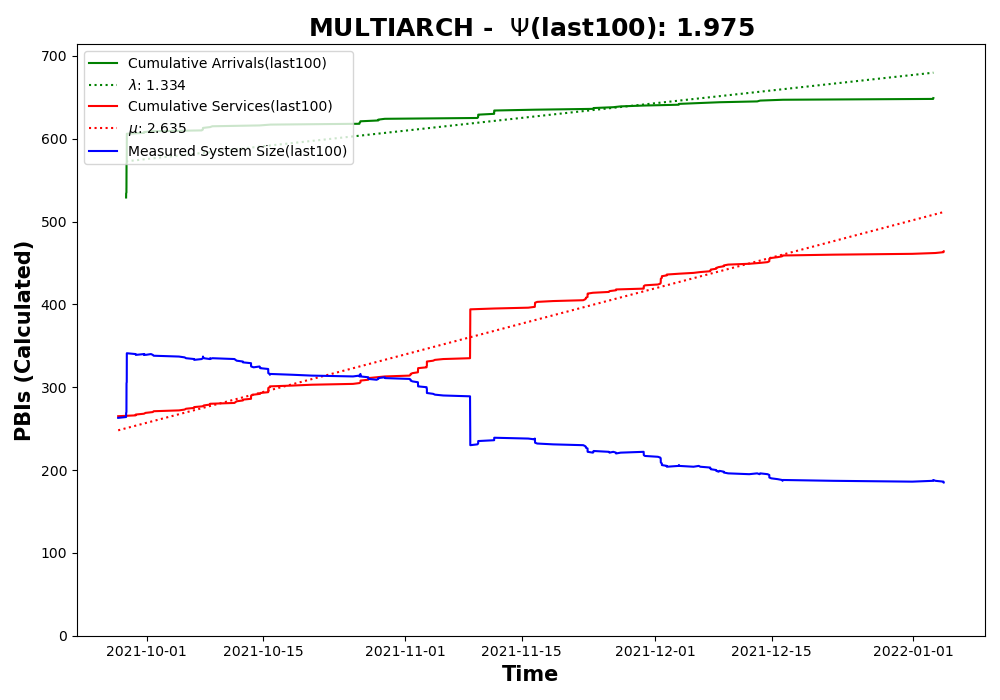 MULTIARCH - Ψ(last100): 1.975
Cumulative Arrivals(last100)
λ: 1.334
Cumulative Services(last100)
μ: 2.635
Measured System Size(last100)
PBIs (Calculated)
700
600
500
400
300
200
100
0
2021-10-01 2021-10-15 2021-11-01 2021-11-15 2021-12-01 2021-12-15 2022-01-01
Time